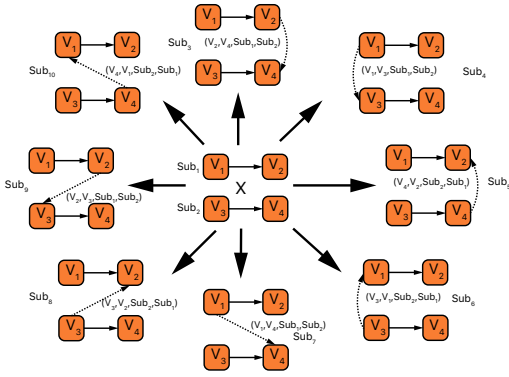 V₁ V₂
Sub₃ (V₂,V₄,Sub₁,Sub₂)
V₃ V₄
V₁ V₂
Sub₁₀ (V₄,V₁,Sub₂,Sub₁)
V₃ V₄
V₁ V₂
(V₁,V₃,Sub₁,Sub₂) Sub₄
V₃ V₄
V₁ V₂
Sub₉ (V₂,V₃,Sub₁,Sub₂)
V₃ V₄
Sub₁ V₁ V₂
X
Sub₂ V₃ V₄
V₁ V₂
(V₄,V₂,Sub₂,Sub₁) Sub₅
V₃ V₄
V₁ V₂
Sub₈ (V₃,V₂,Sub₂,Sub₁)
V₃ V₄
V₁ V₂
(V₁,V₄,Sub₁,Sub₂)
Sub₇
V₃ V₄
V₁ V₂
(V₃,V₁,Sub₂,Sub₁) Sub₆
V₃ V₄